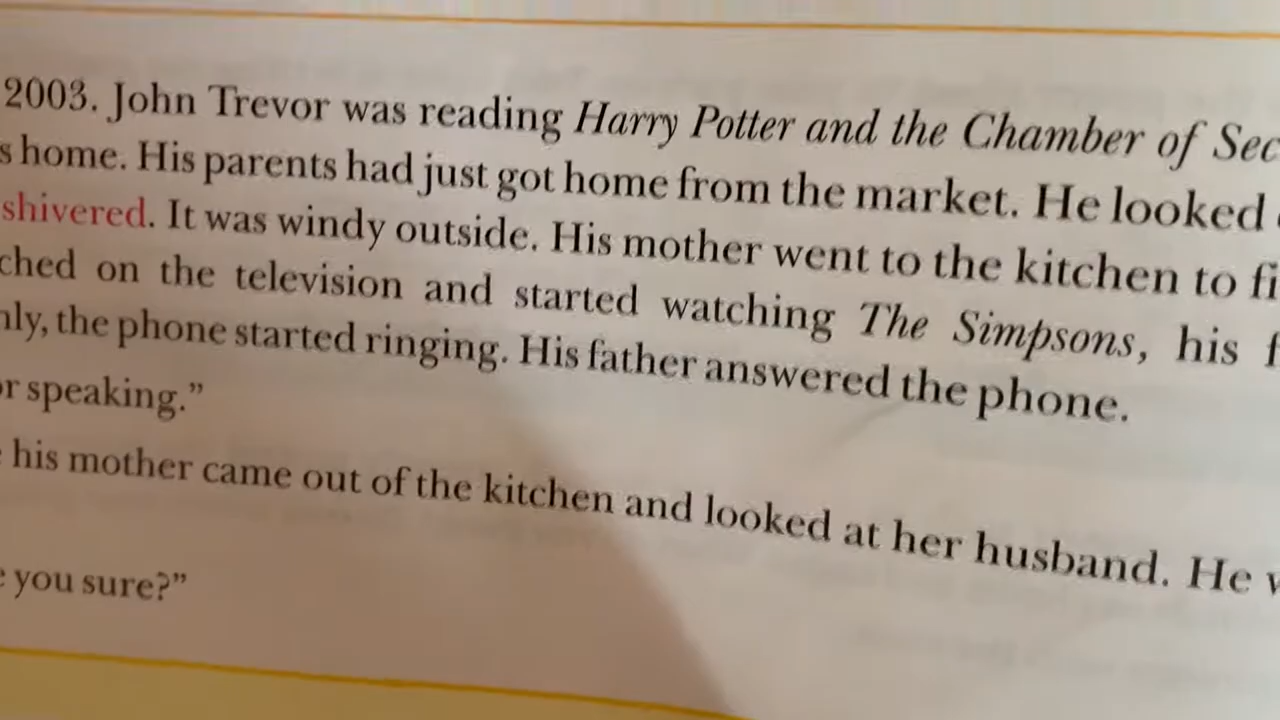 2003. John Trevor was reading Harry Potter and the Chamber of Sec
s home. His parents had just got home from the market. He looked
shivered. It was windy outside. His mother went to the kitchen to fi
ched on the television and started watching The Simpsons, his f
nly, the phone started ringing. His father answered the phone.
or speaking.”
his mother came out of the kitchen and looked at her husband. He w
e you sure?”